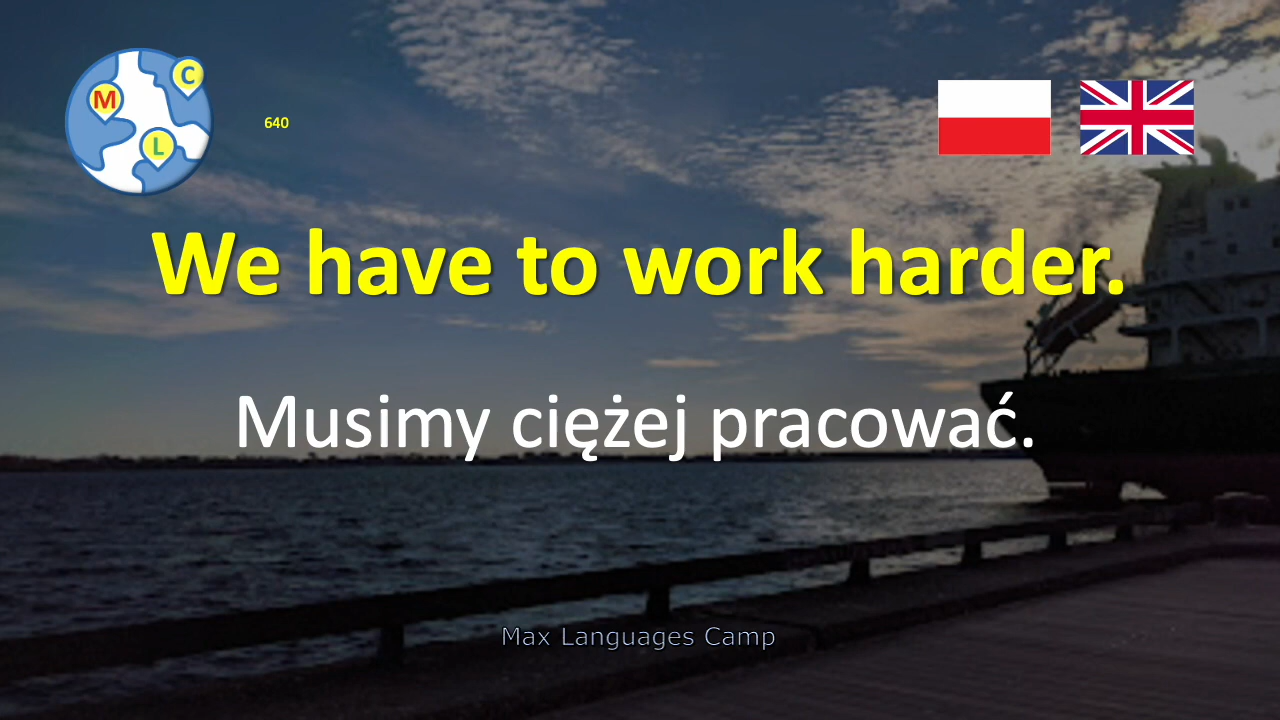 C
M
L
640
We have to work harder.
Musimy ciężej pracować.
Max Languages Camp